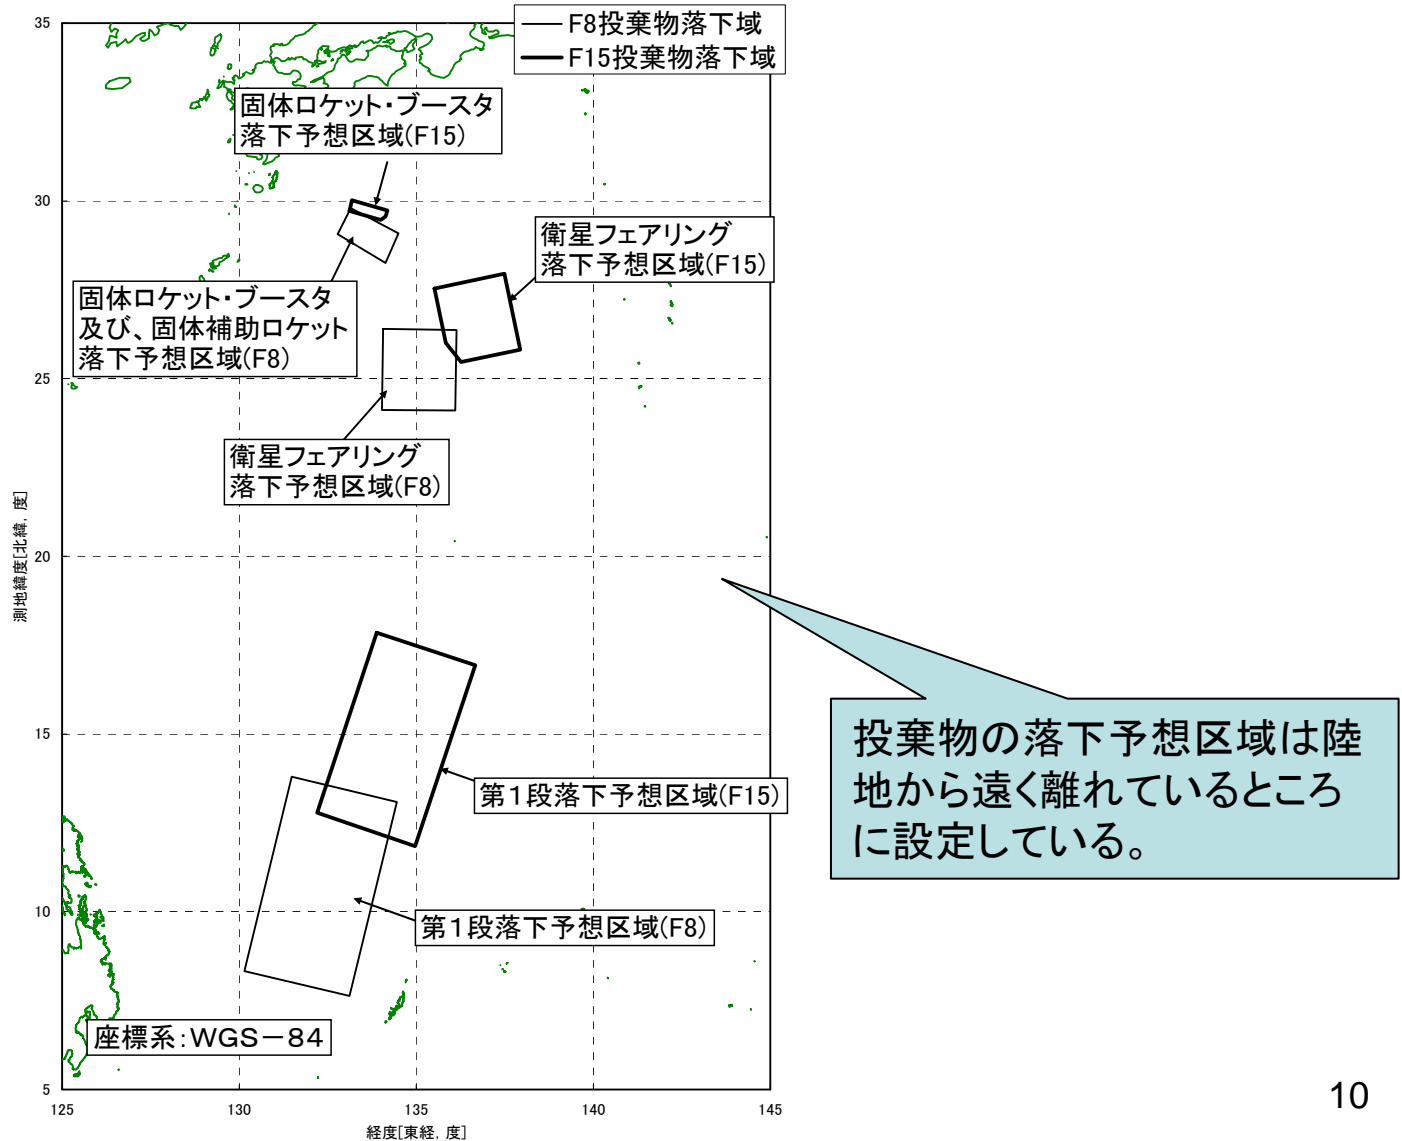 F8投棄物落下域
F15投棄物落下域
固体ロケット・ブースタ
落下予想区域(F15)
衛星フェアリング
落下予想区域(F15)
固体ロケット・ブースタ
及び、固体補助ロケット
落下予想区域(F8)
衛星フェアリング
落下予想区域(F8)
第１段落下予想区域(F15)
第１段落下予想区域(F8)
座標系:ＷＧＳ－８４
投棄物の落下予想区域は陸
地から遠く離れているところ
に設定している。
測地緯度[北緯, 度]
35
30
25
20
15
10
5
125
130
135
140
145
経度[東経, 度]
10